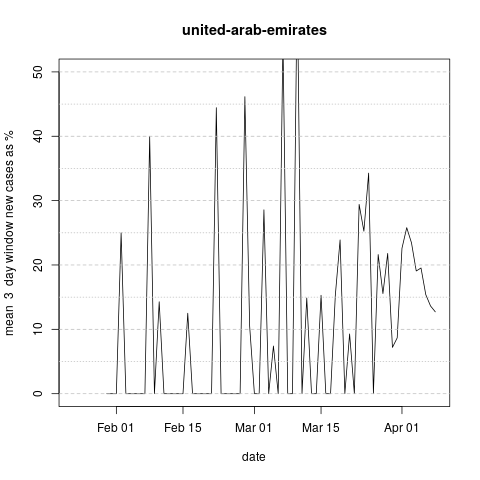 united-arab-emirates
mean 3 day window new cases as %
50
40
30
20
10
0
Feb 01
Feb 15
Mar 01
Mar 15
Apr 01
date